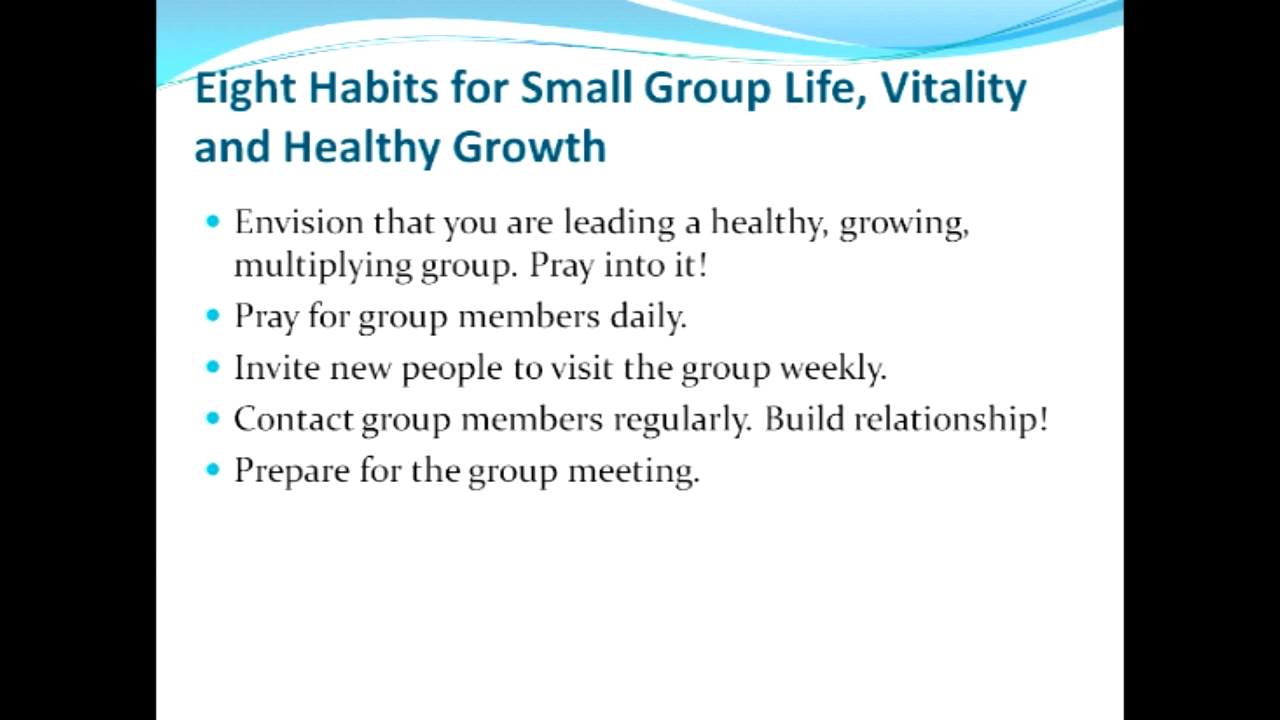 Eight Habits for Small Group Life, Vitality
and Healthy Growth
Envision that you are leading a healthy, growing,
multiplying group. Pray into it!
Pray for group members daily.
Invite new people to visit the group weekly.
Contact group members regularly. Build relationship!
Prepare for the group meeting.